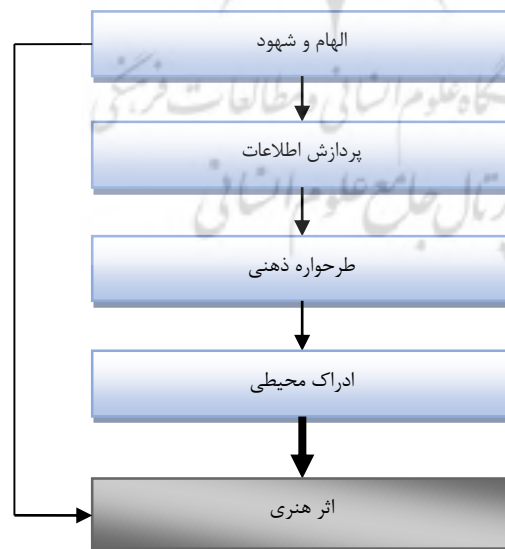 الهام و شهود
پردازش اطلاعات
طرحواره ذهنی
ادراک محیطی
اثر هنری